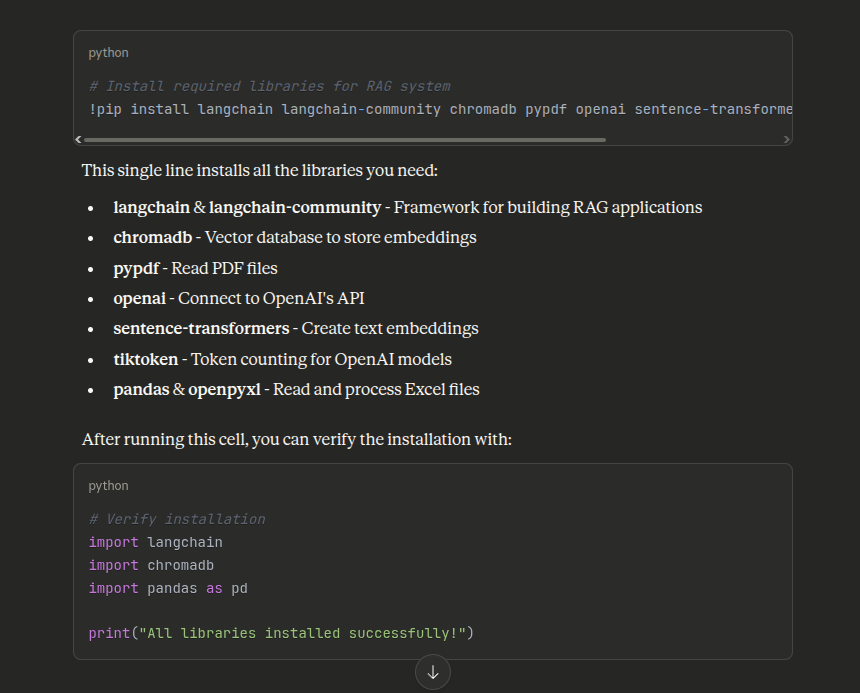 python
# Install required libraries for RAG system
!pip install langchain langchain-community chromadb pypdf openai
This single line installs all the libraries you need:
• langchain & langchain-community - Framework for building RAG applications
• chromadb - Vector database to store embeddings
• pypdf - Read PDF files
• openai - Connect to OpenAI's API
• sentence-transformers - Create text embeddings
• tiktoken - Token counting for OpenAI models
• pandas & openpyxl - Read and process Excel files
After running this cell, you can verify the installation with:
python
# Verify installation
import langchain
import chromadb
import pandas as pd
print("All libraries installed successfully!")